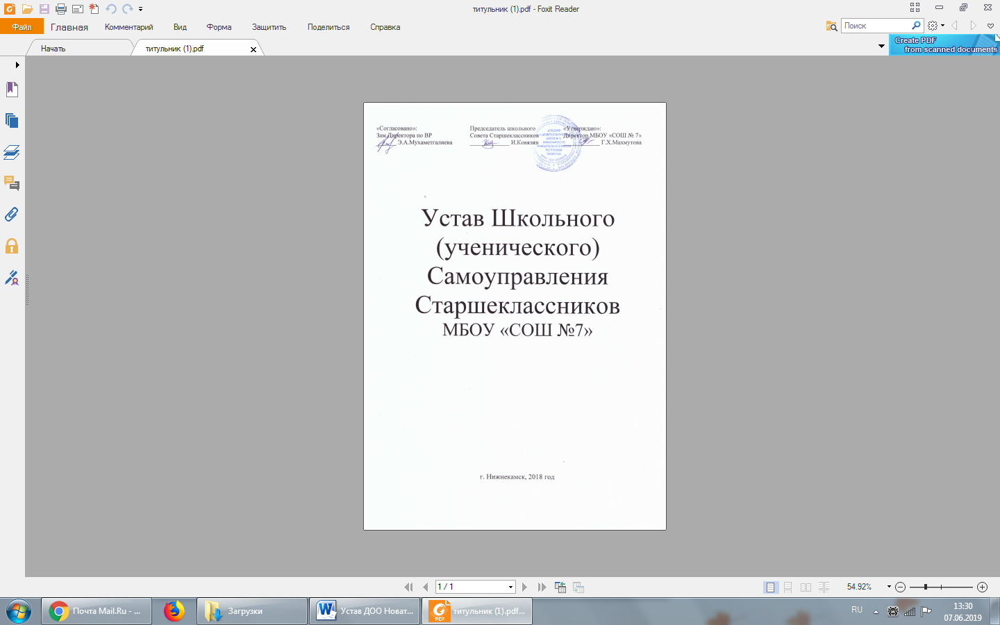 титульник (1).pdf - Foxit Reader
Файл Главная Комментарий Вид Форма Защитить Поделиться Справка
Поиск
Начать
титульник (1).pdf
Create PDF
from scanned documents
«Согласовано»:
Зам Директора по ВР
Э.А.Мухаметгалиева
Председатель школьного
Совета Старшеклассников
И.Ковязин
«Утверждаю»:
Директор МБОУ «СОШ № 7»
Г.Х.Махмутова
Устав Школьного
(ученического)
Самоуправления
Старшеклассников
МБОУ «СОШ №7»
г. Нижнекамск, 2018 год
1 / 1
54.92%
Почта Mail.Ru - ...
Загрузки
Устав ДОО Новат...
титульник (1).pdf...
RU
13:30
07.06.2019